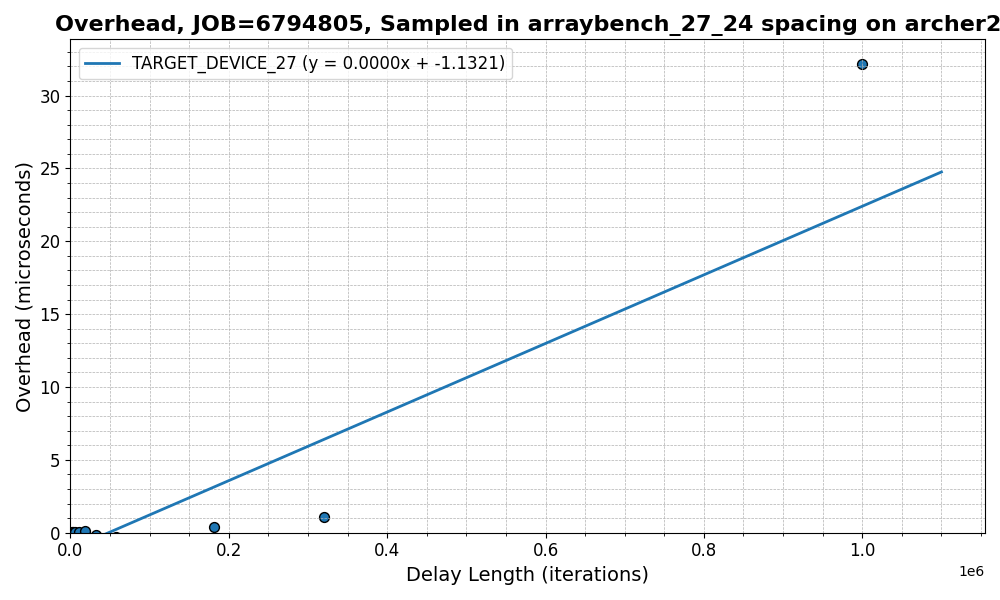 Overhead, JOB=6794805, Sampled in arraybench_27_24 spacing on archer2
TARGET_DEVICE_27 (y = 0.0000x + -1.1321)
Overhead (microseconds)
30
25
20
15
10
5
0
0.0 0.2 0.4 0.6 0.8 1.0
1e6
Delay Length (iterations)